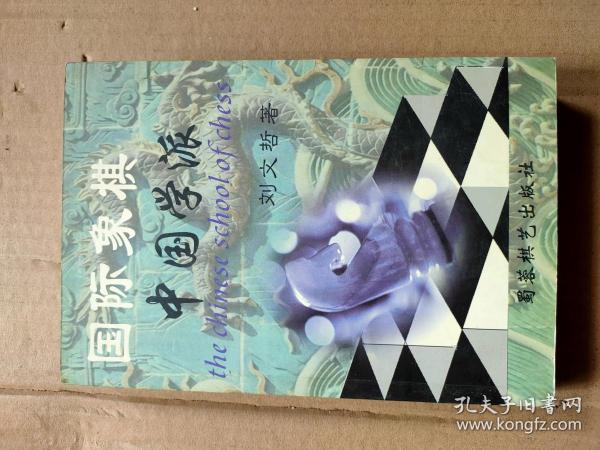 国际象棋
中国学派
the chinese school of chess
刘文哲 著
蜀蓉棋艺出版社
孔夫子旧书网
www.kongfz.com